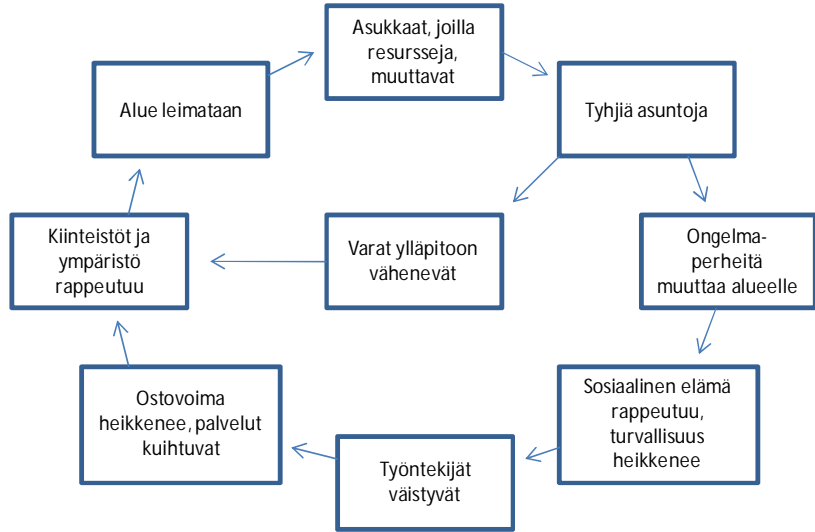 Asukkaat, joilla
resursseja,
muuttavat
Alue leimataan
Tyhjiä asuntoja
Kiinteistöt ja
ympäristö
rappeutuu
Varat ylläpitoon
vähenevät
Ongelma-
perheitä
muuttaa alueelle
Ostovoima
heikkenee, palvelut
kuihtuvat
Sosiaalinen elämä
rappeutuu,
turvallisuus
heikkenee
Työntekijät
väistyvät